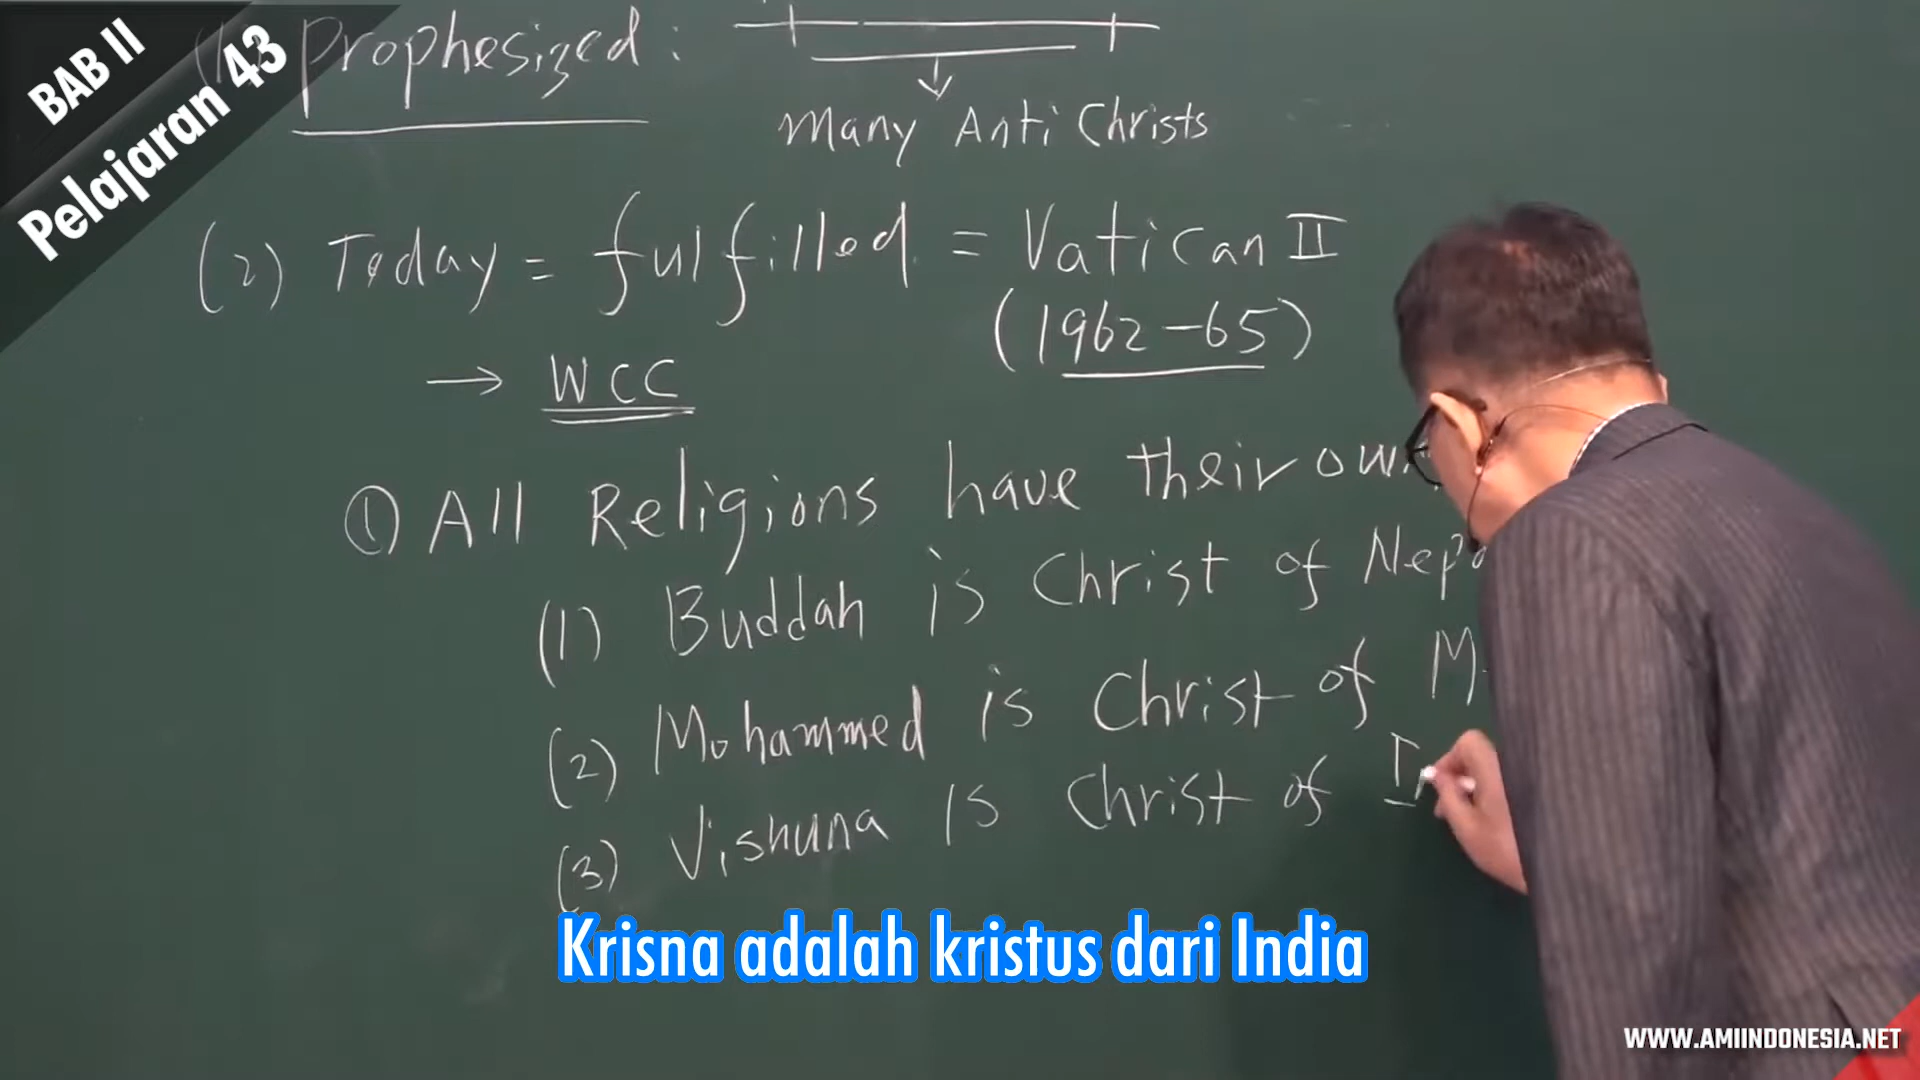 BAB II
Pelajaran 43
Prophesized:
Many Anti Christs
(2) Today = fulfilled = Vatican II
(1962-65)
→ WCC
① All Religions have their own
(1) Buddah is Christ of
(2) Mohammed is Christ of
(3) Vishuna is Christ of
Krisna adalah kristus dari India
WWW.AMIINDONESIA.NET